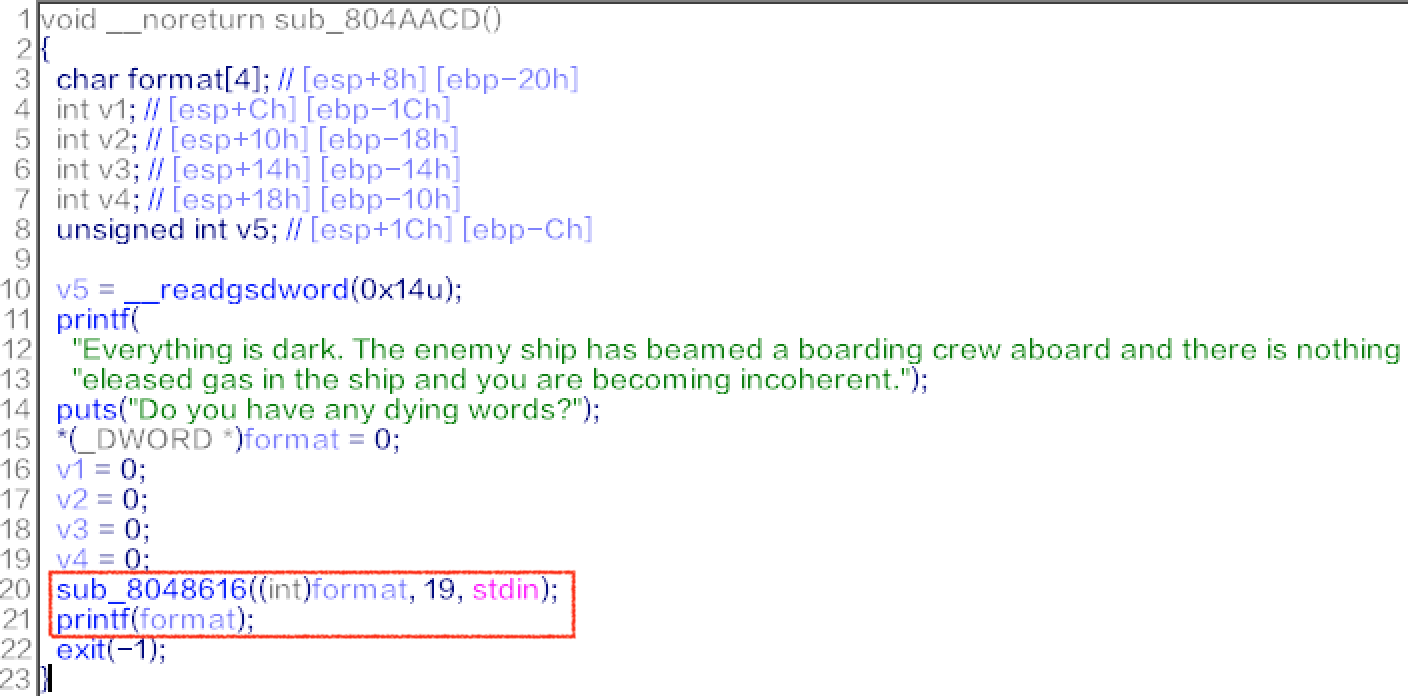 1 void __noreturn sub_804AACD()
2 {
3 char format[4]; // [esp+8h] [ebp-20h]
4 int v1; // [esp+Ch] [ebp-1Ch]
5 int v2; // [esp+10h] [ebp-18h]
6 int v3; // [esp+14h] [ebp-14h]
7 int v4; // [esp+18h] [ebp-10h]
8 unsigned int v5; // [esp+1Ch] [ebp-Ch]
9
10 v5 = __readgsdword(0x14u);
11 printf(
12 "Everything is dark. The enemy ship has beamed a boarding crew aboard and there is nothing
13 "eleased gas in the ship and you are becoming incoherent.");
14 puts("Do you have any dying words?");
15 *(_DWORD *)format = 0;
16 v1 = 0;
17 v2 = 0;
18 v3 = 0;
19 v4 = 0;
20 sub_8048616((int)format, 19, stdin);
21 printf(format);
22 exit(-1);
23 }